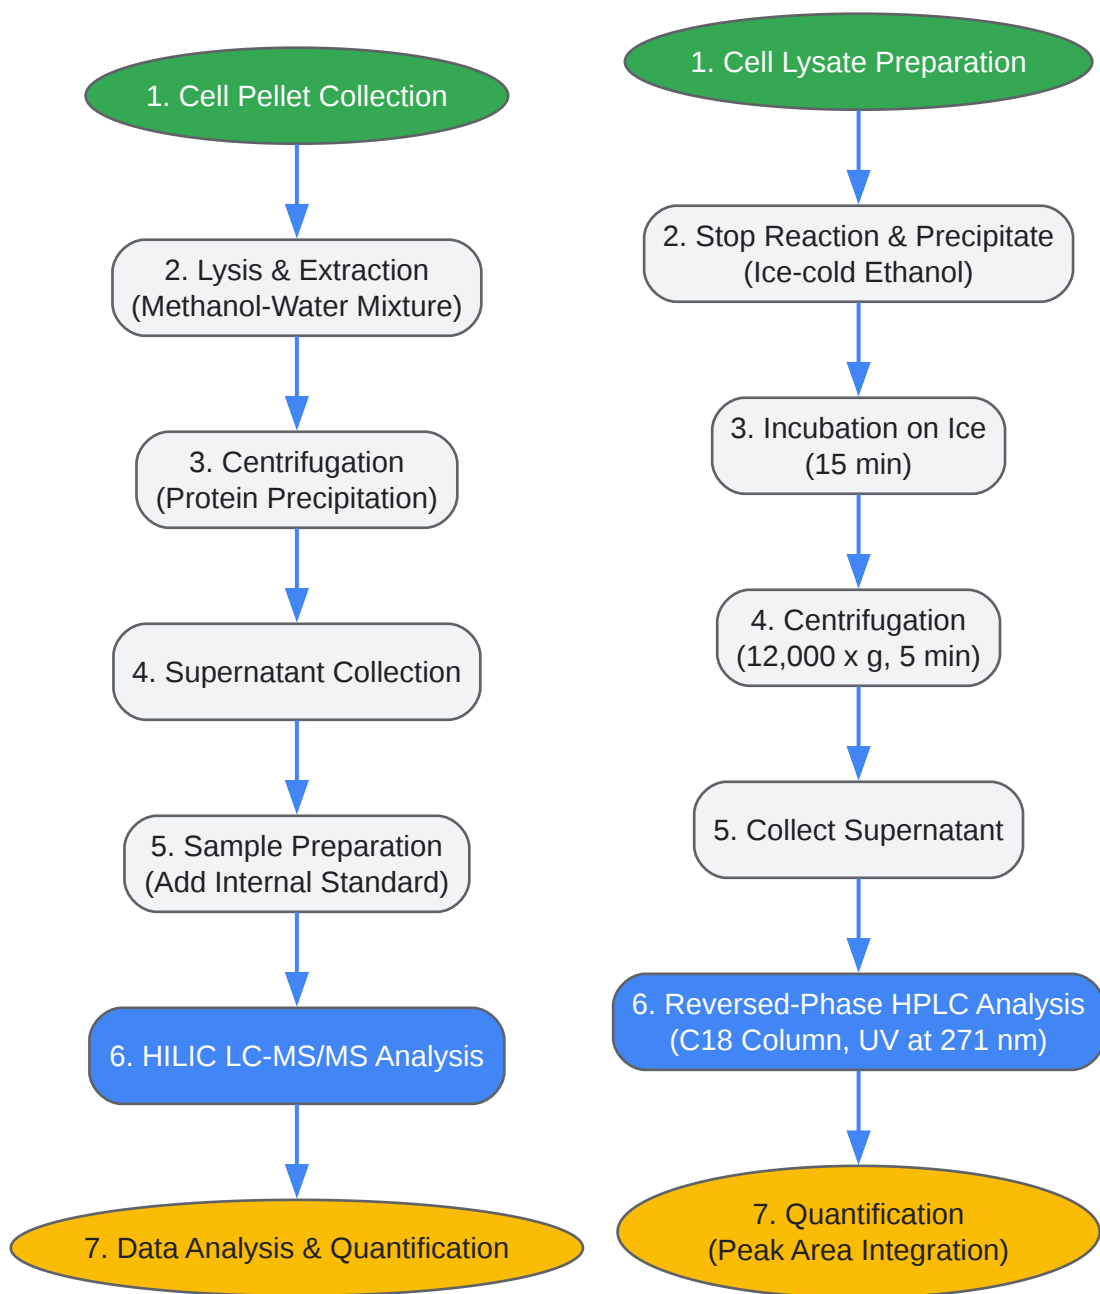 1. Cell Pellet Collection
2. Lysis & Extraction
(Methanol-Water Mixture)
3. Centrifugation
(Protein Precipitation)
4. Supernatant Collection
5. Sample Preparation
(Add Internal Standard)
6. HILIC LC-MS/MS Analysis
7. Data Analysis & Quantification
1. Cell Lysate Preparation
2. Stop Reaction & Precipitate
(Ice-cold Ethanol)
3. Incubation on Ice
(15 min)
4. Centrifugation
(12,000 x g, 5 min)
5. Collect Supernatant
6. Reversed-Phase HPLC Analysis
(C18 Column, UV at 271 nm)
7. Quantification
(Peak Area Integration)